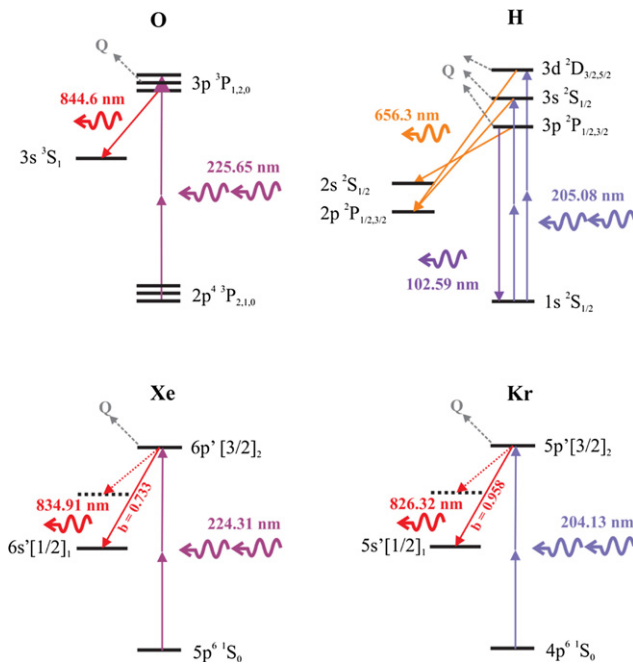 O
Q
3p ³P₁,₂,₀
844.6 nm
3s ³S₁
225.65 nm
2p⁴ ³P₂,₁,₀
H
Q
3d ²D₃/₂,₅/₂
3s ²S₁/₂
3p ²P₁/₂,₃/₂
656.3 nm
2s ²S₁/₂
2p ²P₁/₂,₃/₂
205.08 nm
102.59 nm
1s ²S₁/₂
Xe
Q
6p' [3/2]₂
834.91 nm
b = 0.733
6s'[1/2]₁
224.31 nm
5p⁶ ¹S₀
Kr
Q
5p'[3/2]₂
826.32 nm
b = 0.958
5s'[1/2]₁
204.13 nm
4p⁶ ¹S₀